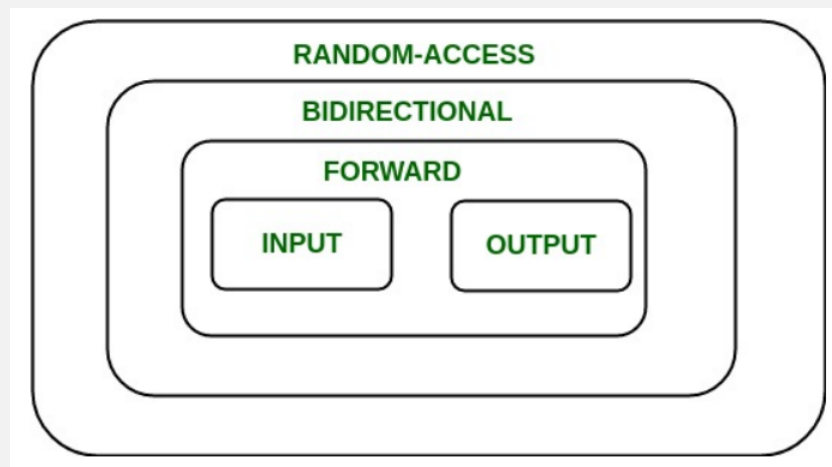 RANDOM-ACCESS
BIDIRECTIONAL
FORWARD
INPUT OUTPUT